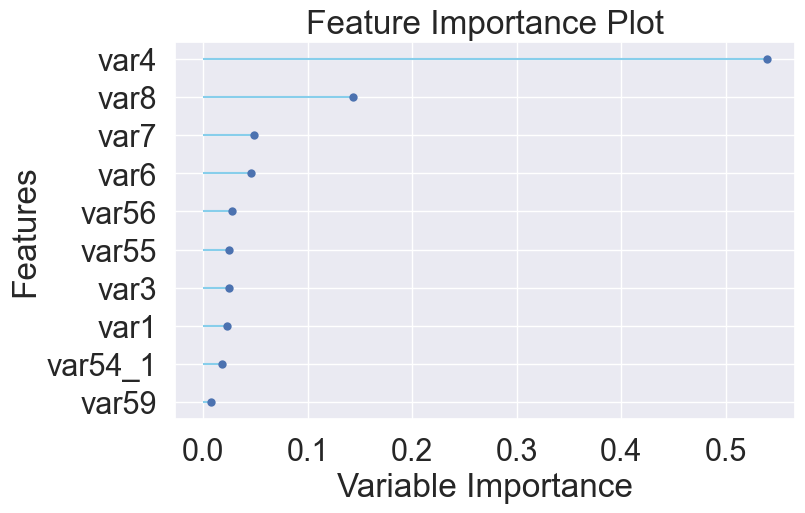 Feature Importance Plot
Features
var4
var8
var7
var6
var56
var55
var3
var1
var54_1
var59
0.0 0.1 0.2 0.3 0.4 0.5
Variable Importance